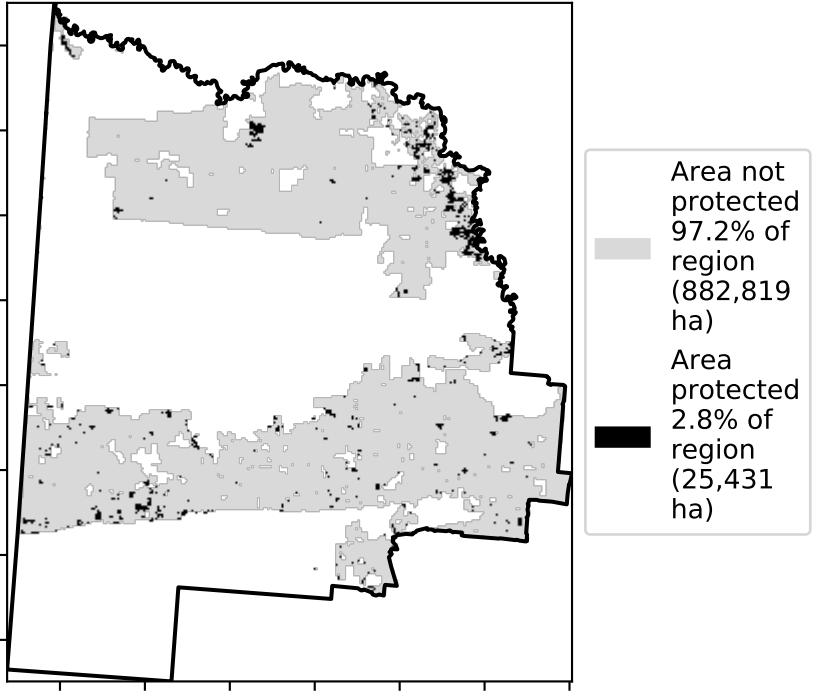 Area not
protected
97.2% of
region
(882,819
ha)
Area
protected
2.8% of
region
(25,431
ha)